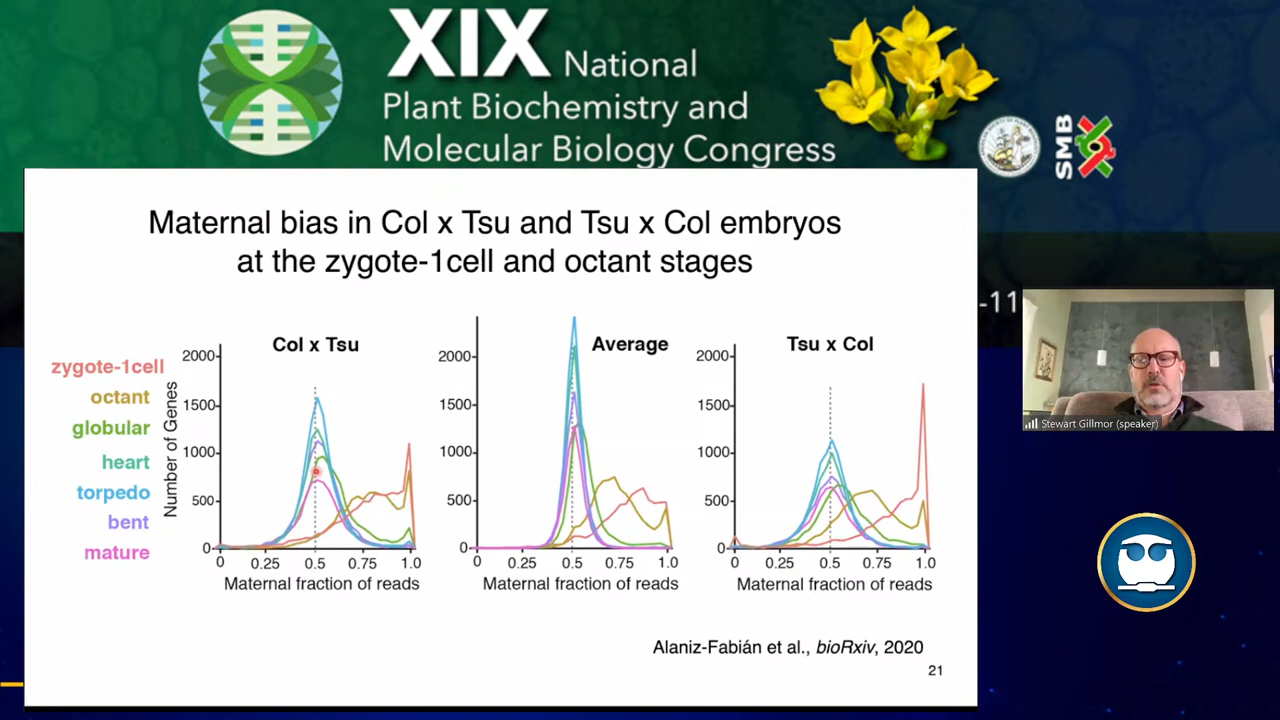 XIX National
Plant Biochemistry and
Molecular Biology Congress
SMB
-11
Maternal bias in Col x Tsu and Tsu x Col embryos
at the zygote-1cell and octant stages
zygote-1cell
octant
globular
heart
torpedo
bent
mature
Number of Genes
Col x Tsu
2000
1500
1000
500
0
0 0.25 0.5 0.75 1.0
Maternal fraction of reads
Average
2000
1500
1000
500
0
0 0.25 0.5 0.75 1.0
Maternal fraction of reads
Tsu x Col
2000
1500
1000
500
0
0 0.25 0.5 0.75 1.0
Maternal fraction of reads
Alaniz-Fabián et al., bioRxiv, 2020
21
Stewart Gillmor (speaker)